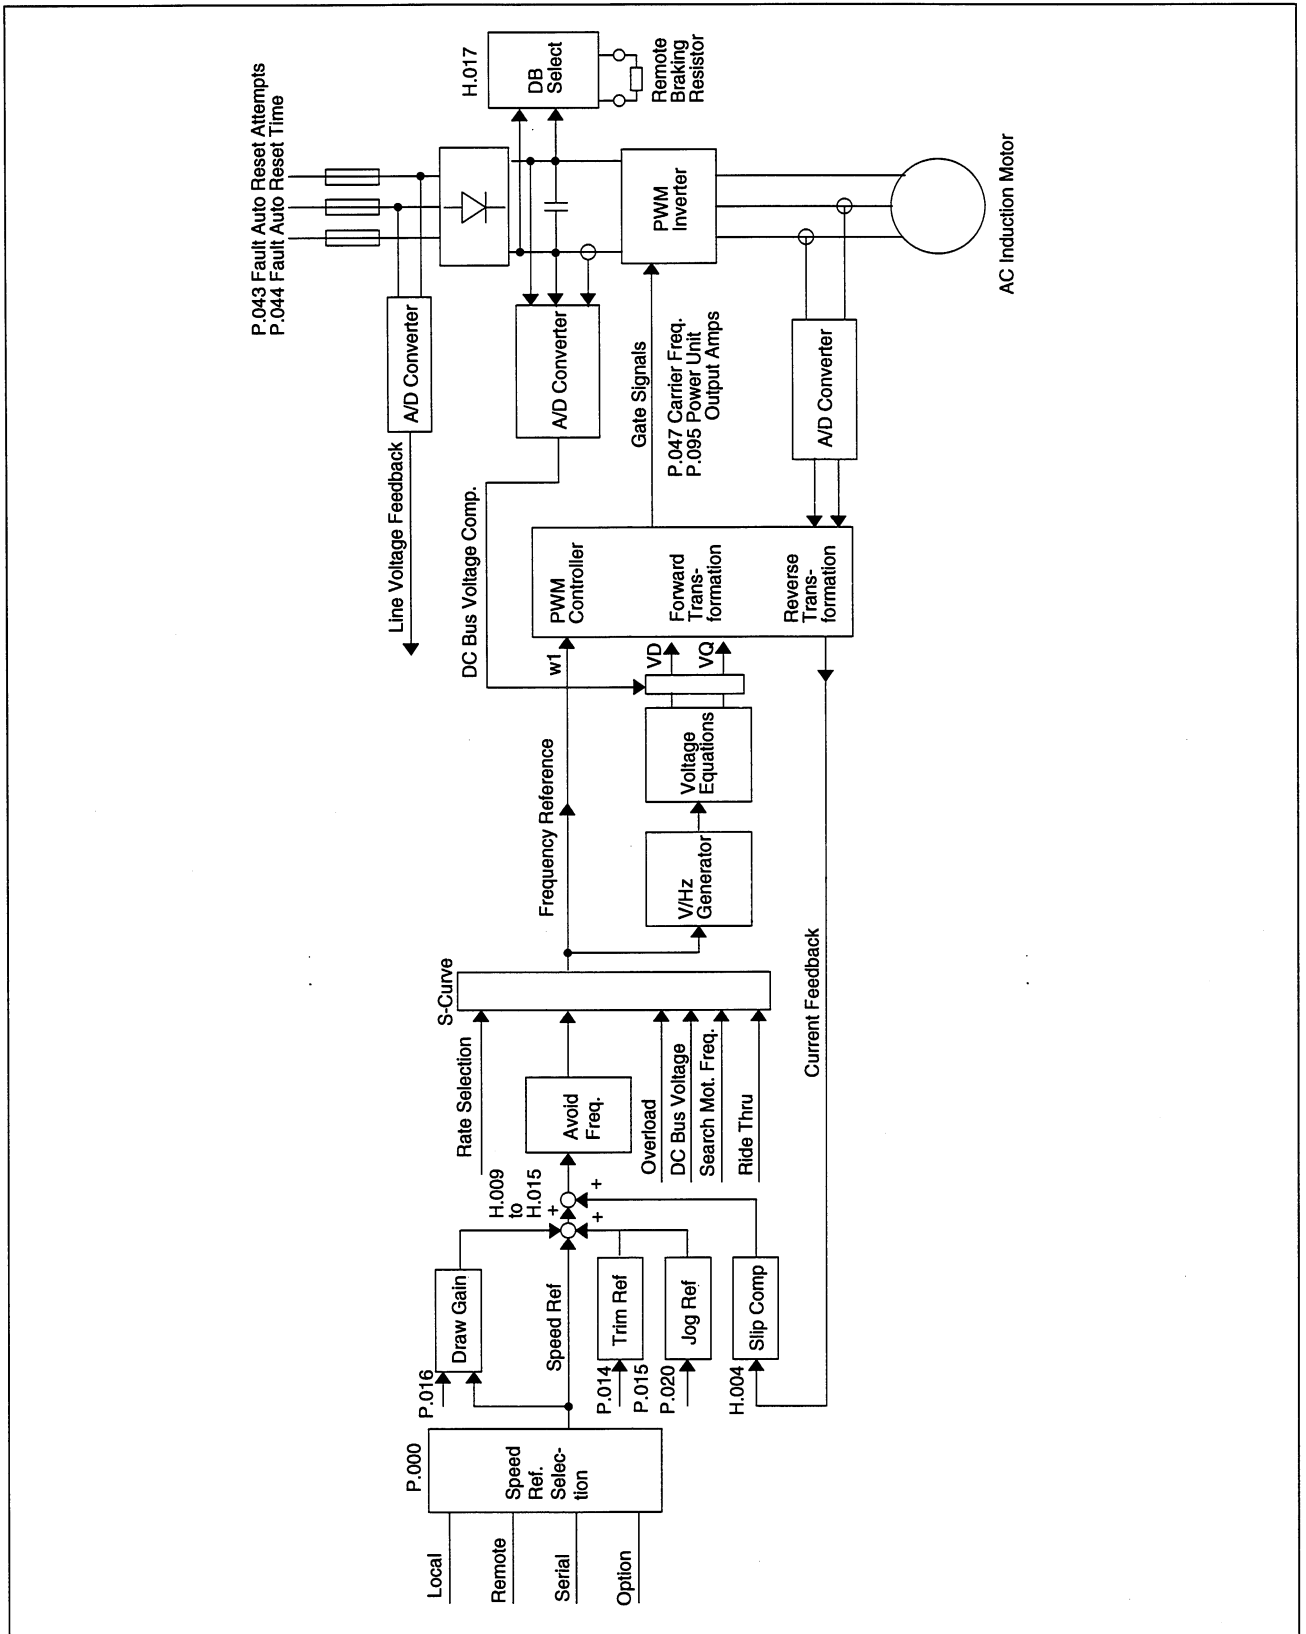 Local
Remote
Serial
Option
P.000
Speed
Ref.
Selec-
tion
P.016
Draw Gain
Speed Ref
P.014
P.015
Trim Ref
P.020
Jog Ref
H.004
Slip Comp
+
+
+
H.009
to
H.015
Avoid
Freq.
Rate Selection
S-Curve
Overload
DC Bus Voltage
Search Mot. Freq.
Ride Thru
Current Feedback
Frequency Reference
V/Hz
Generator
Voltage
Equations
w1
VD
VQ
DC Bus Voltage Comp.
Line Voltage Feedback
PWM
Controller
Forward
Trans-
formation
Reverse
Trans-
formation
A/D Converter
A/D Converter
Gate Signals
P.047 Carrier Freq.
P.095 Power Unit
Output Amps
A/D Converter
P.043 Fault Auto Reset Attempts
P.044 Fault Auto Reset Time
PWM
Inverter
AC Induction Motor
H.017
DB
Select
Remote
Braking
Resistor